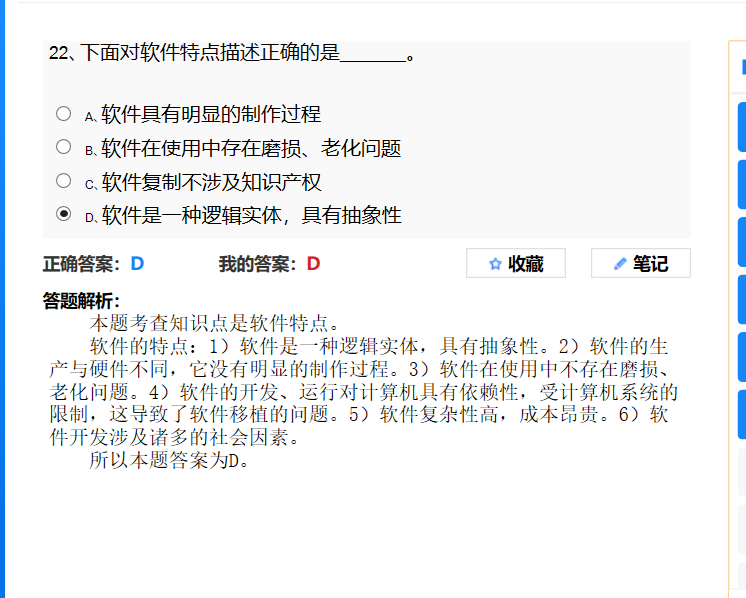 22、下面对软件特点描述正确的是______。
A、软件具有明显的制作过程
B、软件在使用中存在磨损、老化问题
C、软件复制不涉及知识产权
D、软件是一种逻辑实体，具有抽象性
正确答案：D 我的答案：D 收藏 笔记
答题解析：
本题考查知识点是软件特点。
软件的特点：1）软件是一种逻辑实体，具有抽象性。2）软件的生
产与硬件不同，它没有明显的制作过程。3）软件在使用中不存在磨损、
老化问题。4）软件的开发、运行对计算机具有依赖性，受计算机系统的
限制，这导致了软件移植的问题。5）软件复杂性高，成本昂贵。6）软
件开发涉及诸多的社会因素。
所以本题答案为D。